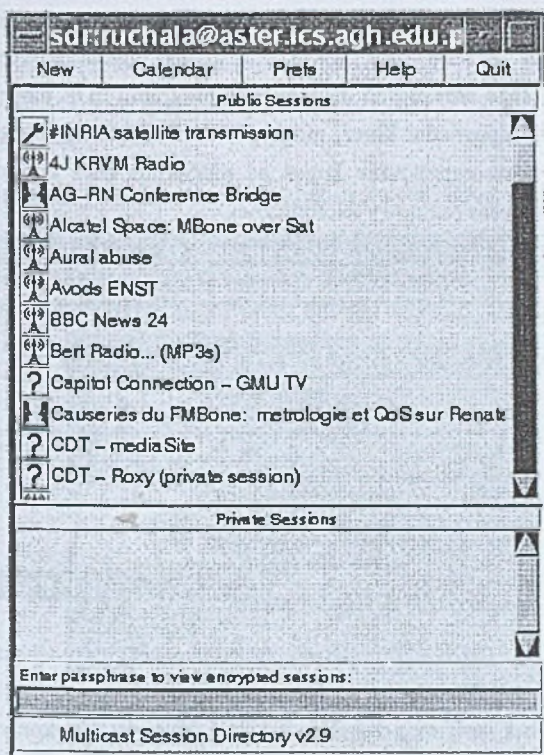 sdr:ruchala@aster.ics.agh.edu.p
New Calendar Prefs Help Quit
Public Sessions
#INRIA satellite transmission
4J KRVM Radio
AG-RN Conference Bridge
Alcatel Space: MBone over Sat
Aural abuse
Avods ENST
BBC News 24
Bert Radio... (MP3s)
? Capitol Connection - GMU TV
Causeries du FMBone: metrologie et QoS sur Renate
? CDT - mediaSite
? CDT - Roxy (private session)
Private Sessions
Enter passphrase to view encrypted sessions:
Multicast Session Directory v2.9